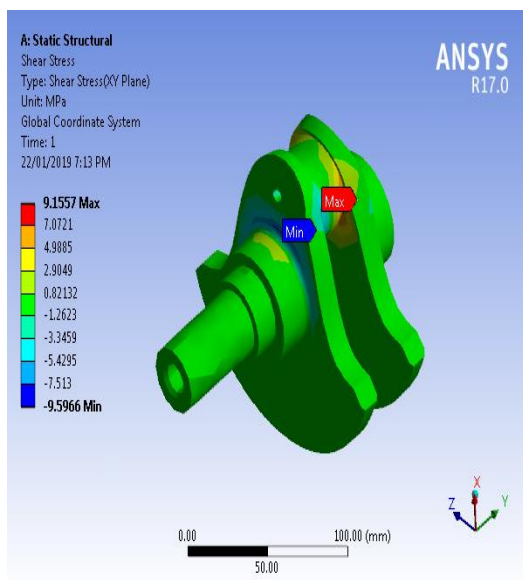 A: Static Structural
Shear Stress
Type: Shear Stress(XY Plane)
Unit: MPa
Global Coordinate System
Time: 1
22/01/2019 7:13 PM
ANSYS
R17.0
9.1557 Max
7.0721
4.9885
2.9049
0.82132
-1.2623
-3.3459
-5.4295
-7.513
-9.5966 Min
Max
Min
X
Z
Y
0.00
100.00 (mm)
50.00